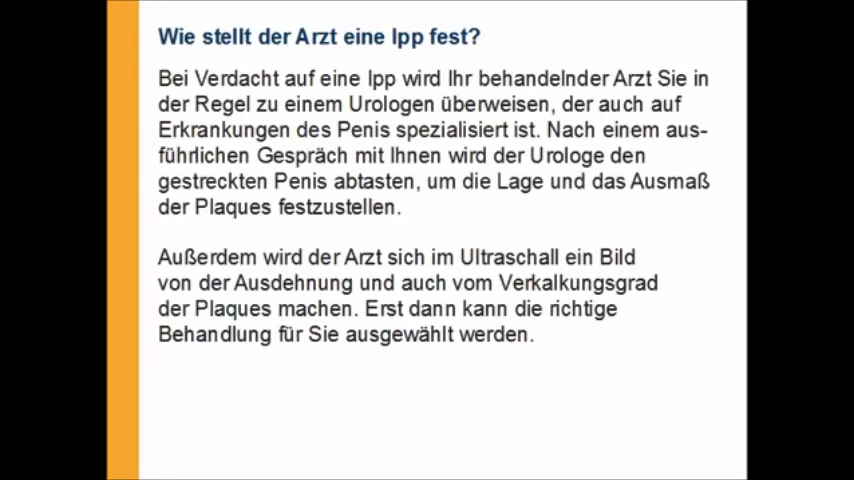 Wie stellt der Arzt eine Ipp fest?
Bei Verdacht auf eine Ipp wird Ihr behandelnder Arzt Sie in
der Regel zu einem Urologen überweisen, der auch auf
Erkrankungen des Penis spezialisiert ist. Nach einem aus-
führlichen Gespräch mit Ihnen wird der Urologe den
gestreckten Penis abtasten, um die Lage und das Ausmaß
der Plaques festzustellen.
Außerdem wird der Arzt sich im Ultraschall ein Bild
von der Ausdehnung und auch vom Verkalkungsgrad
der Plaques machen. Erst dann kann die richtige
Behandlung für Sie ausgewählt werden.